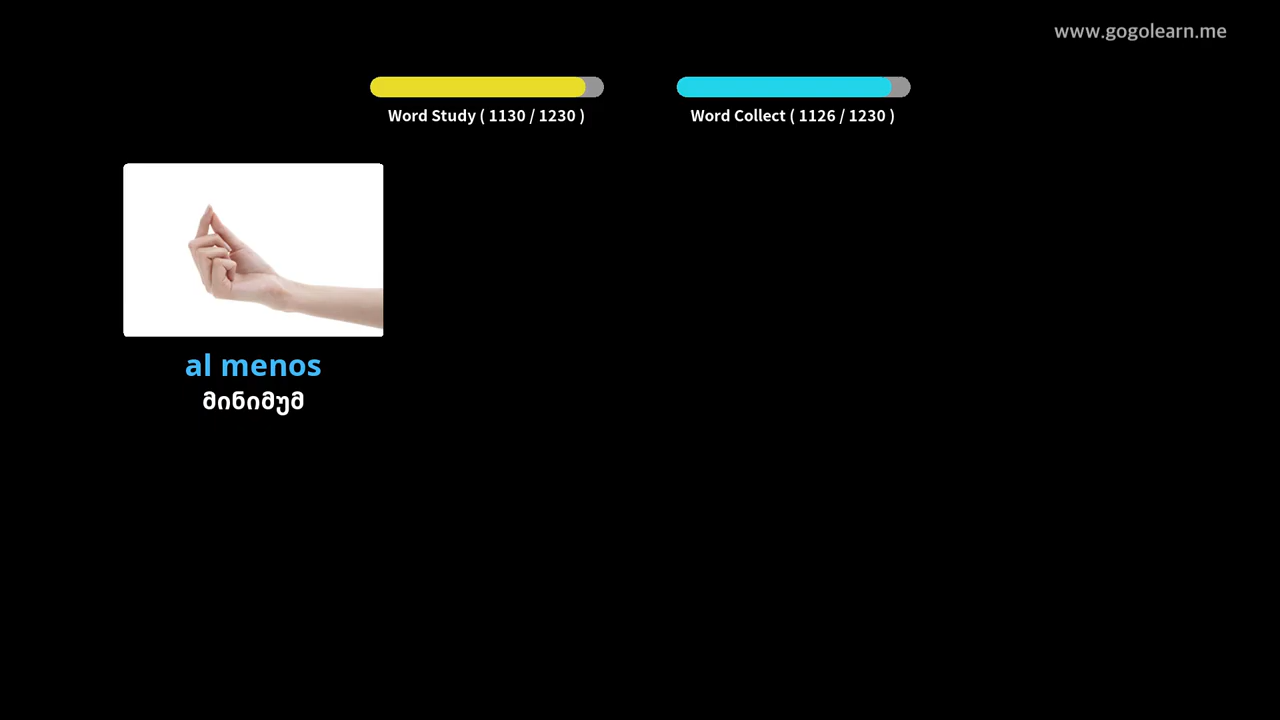 www.gogolearn.me
Word Study ( 1130 / 1230 )
Word Collect ( 1126 / 1230 )
al menos
მინიმუმ